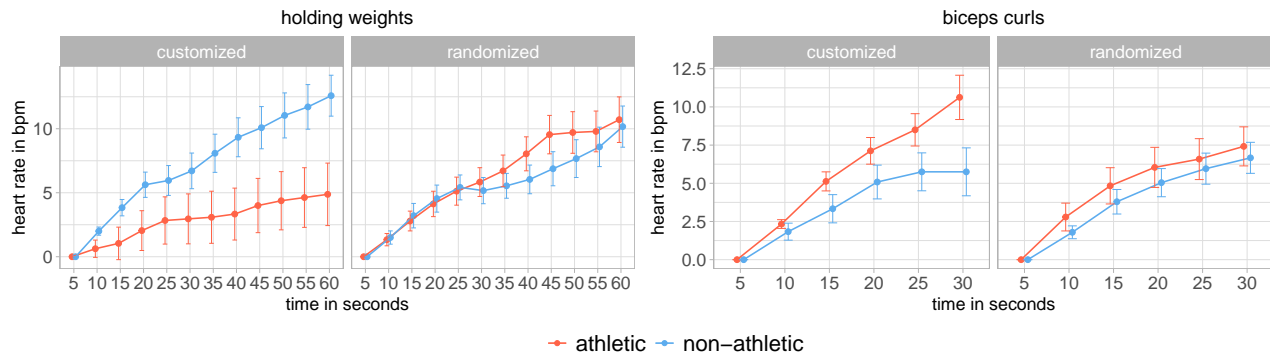 holding weights
customized
randomized
heart rate in bpm
10
5
0
5 10 15 20 25 30 35 40 45 50 55 60
5 10 15 20 25 30 35 40 45 50 55 60
time in seconds
biceps curls
customized
randomized
heart rate in bpm
12.5
10.0
7.5
5.0
2.5
0.0
5 10 15 20 25 30
5 10 15 20 25 30
time in seconds
athletic non−athletic